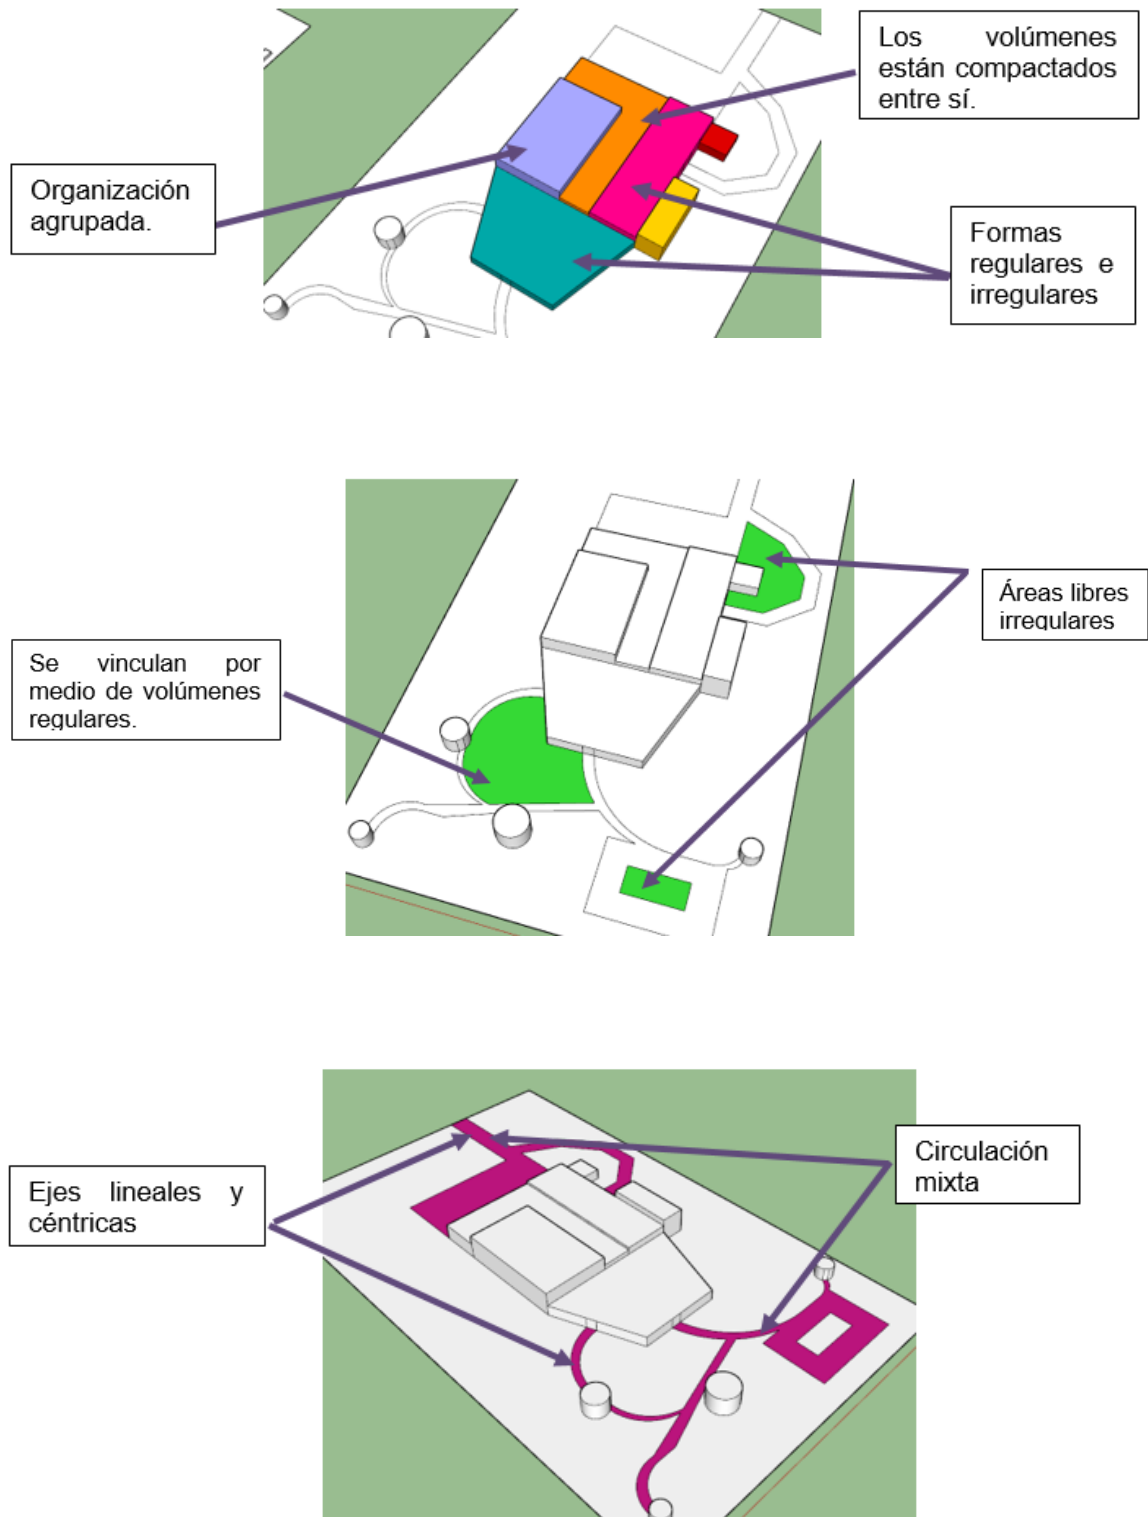 Los volúmenes
están compactados
entre sí.
Organización
agrupada.
Formas
regulares e
irregulares
Áreas libres
irregulares
Se vinculan por
medio de volúmenes
regulares.
Circulación
mixta
Ejes lineales y
céntricas